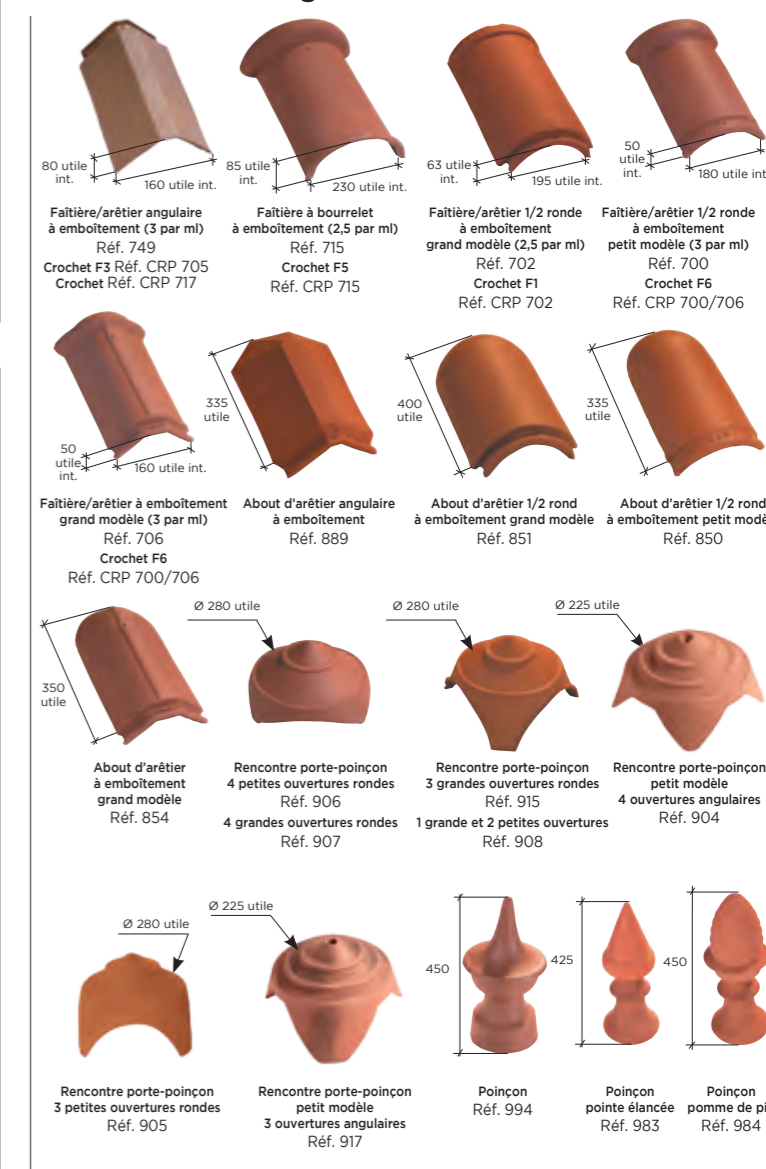 80 utile
int.
160 utile int.
Faîtière/arêtier angulaire
à emboîtement (3 par ml)
Réf. 749
Crochet F3 Réf. CRP 705
Crochet Réf. CRP 717
85 utile
int.
230 utile int.
Faîtière à bourrelet
à emboîtement (2,5 par ml)
Réf. 715
Crochet F5
Réf. CRP 715
63 utile
int.
195 utile int.
Faîtière/arêtier 1/2 ronde
à emboîtement
grand modèle (2,5 par ml)
Réf. 702
Crochet F1
Réf. CRP 702
50
utile
int.
180 utile int
Faîtière/arêtier 1/2 ronde
à emboîtement
petit modèle (3 par ml)
Réf. 700
Crochet F6
Réf. CRP 700/706
50
utile
int.
160 utile int.
Faîtière/arêtier à emboîtement
grand modèle (3 par ml)
Réf. 706
Crochet F6
Réf. CRP 700/706
335
utile
About d'arêtier angulaire
à emboîtement
Réf. 889
400
utile
About d'arêtier 1/2 rond
à emboîtement grand modèle
Réf. 851
335
utile
About d'arêtier 1/2 rond
à emboîtement petit
Réf. 850
350
utile
About d'arêtier
à emboîtement
grand modèle
Réf. 854
Ø 280 utile
Rencontre porte-poinçon
4 petites ouvertures rondes
Réf. 906
4 grandes ouvertures rondes
Réf. 907
Ø 280 utile
Rencontre porte-poinçon
3 grandes ouvertures rondes
Réf. 915
1 grande et 2 petites ouvertures
Réf. 908
Ø 225 utile
Rencontre porte-poinçon
petit modèle
4 ouvertures angulaires
Réf. 904
Ø 280 utile
Rencontre porte-poinçon
3 petites ouvertures rondes
Réf. 905
Ø 225 utile
Rencontre porte-poinçon
petit modèle
3 ouvertures angulaires
Réf. 917
450
Poinçon
Réf. 994
425
Poinçon
pointe élancée
Réf. 983
450
Poinçon
pomme de
Réf. 984